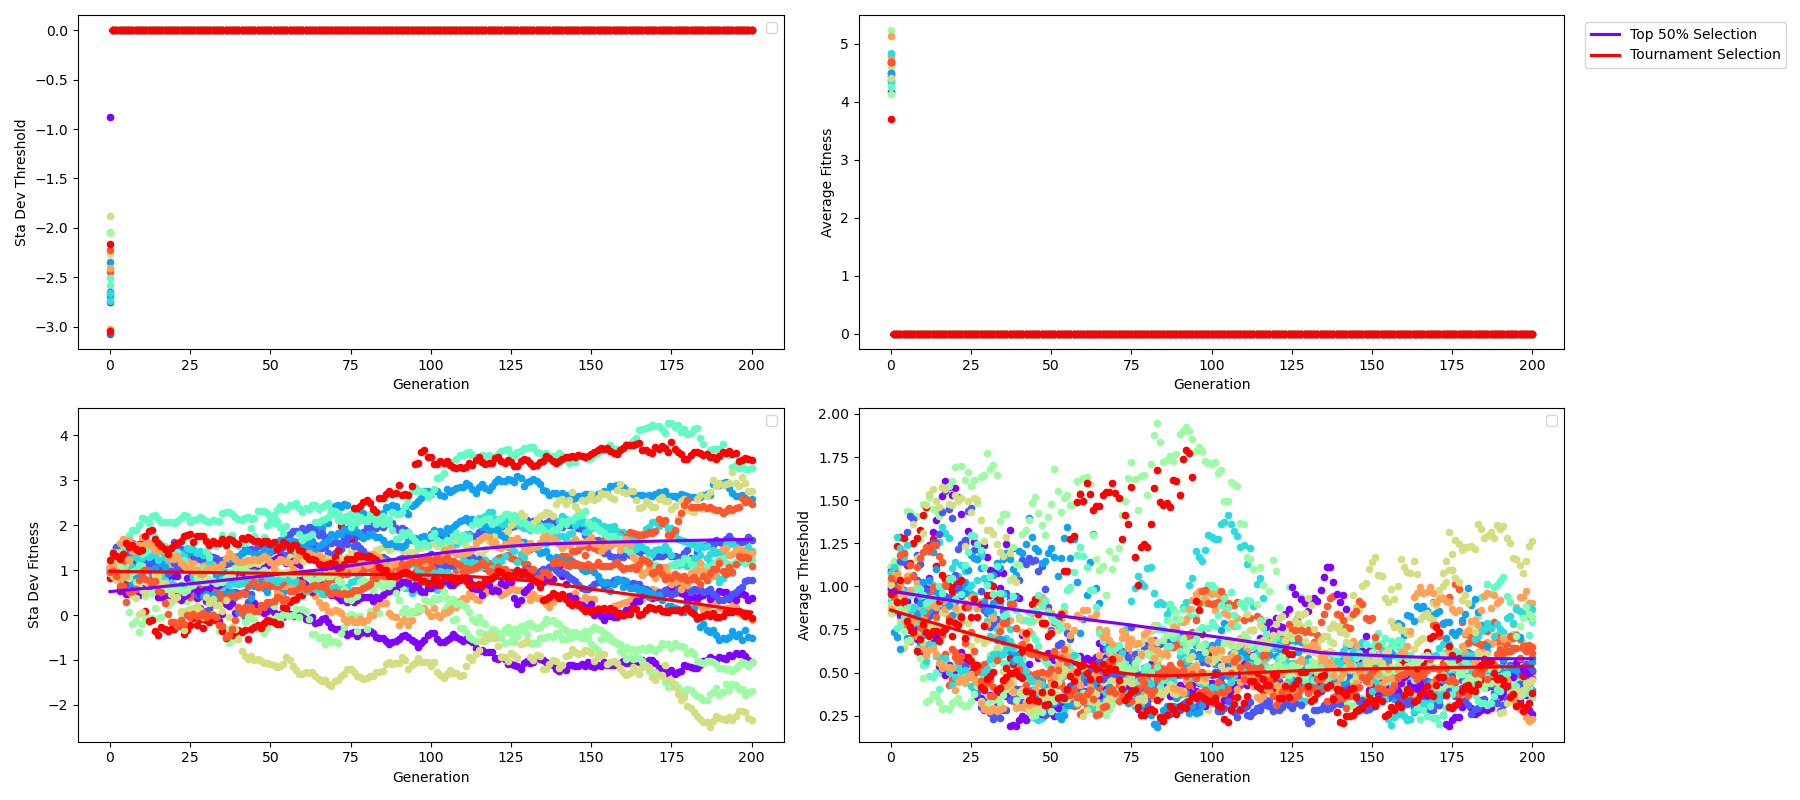 Sta Dev Threshold
0.0
−0.5
−1.0
−1.5
−2.0
−2.5
−3.0
0 25 50 75 100 125 150 175 200
Generation
Average Fitness
5
4
3
2
1
0
0 25 50 75 100 125 150 175 200
Generation
Top 50% Selection
Tournament Selection
Sta Dev Fitness
4
3
2
1
0
−1
−2
0 25 50 75 100 125 150 175 200
Generation
Average Threshold
2.00
1.75
1.50
1.25
1.00
0.75
0.50
0.25
0 25 50 75 100 125 150 175 200
Generation